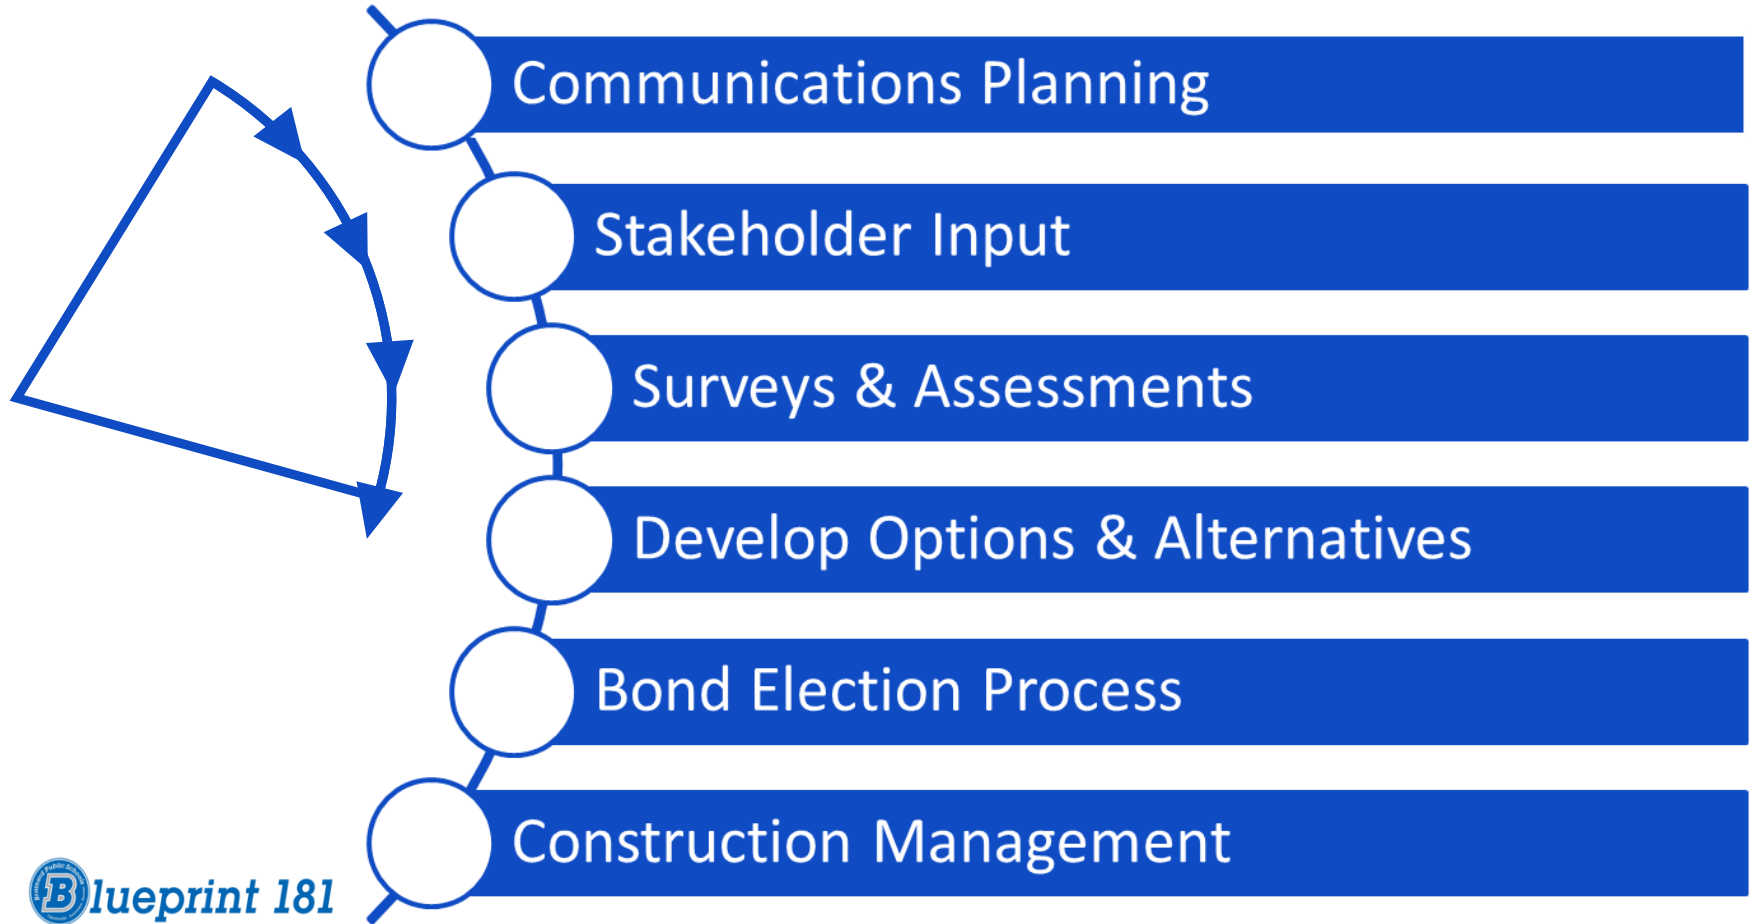 Communications Planning
Stakeholder Input
Surveys & Assessments
Develop Options & Alternatives
Bond Election Process
Construction Management
Blueprint 181